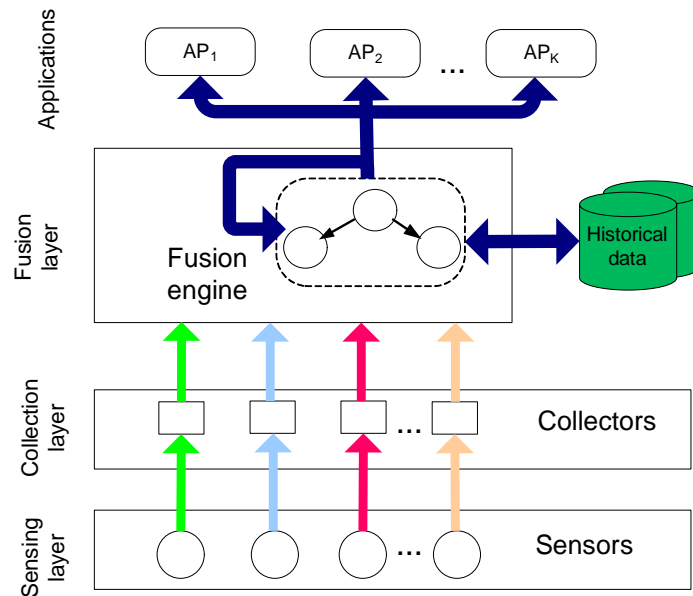 Applications
AP1
AP2
...
APK
Fusion
layer
Fusion
engine
Historical
data
Collection
layer
...
Collectors
Sensing
layer
...
Sensors